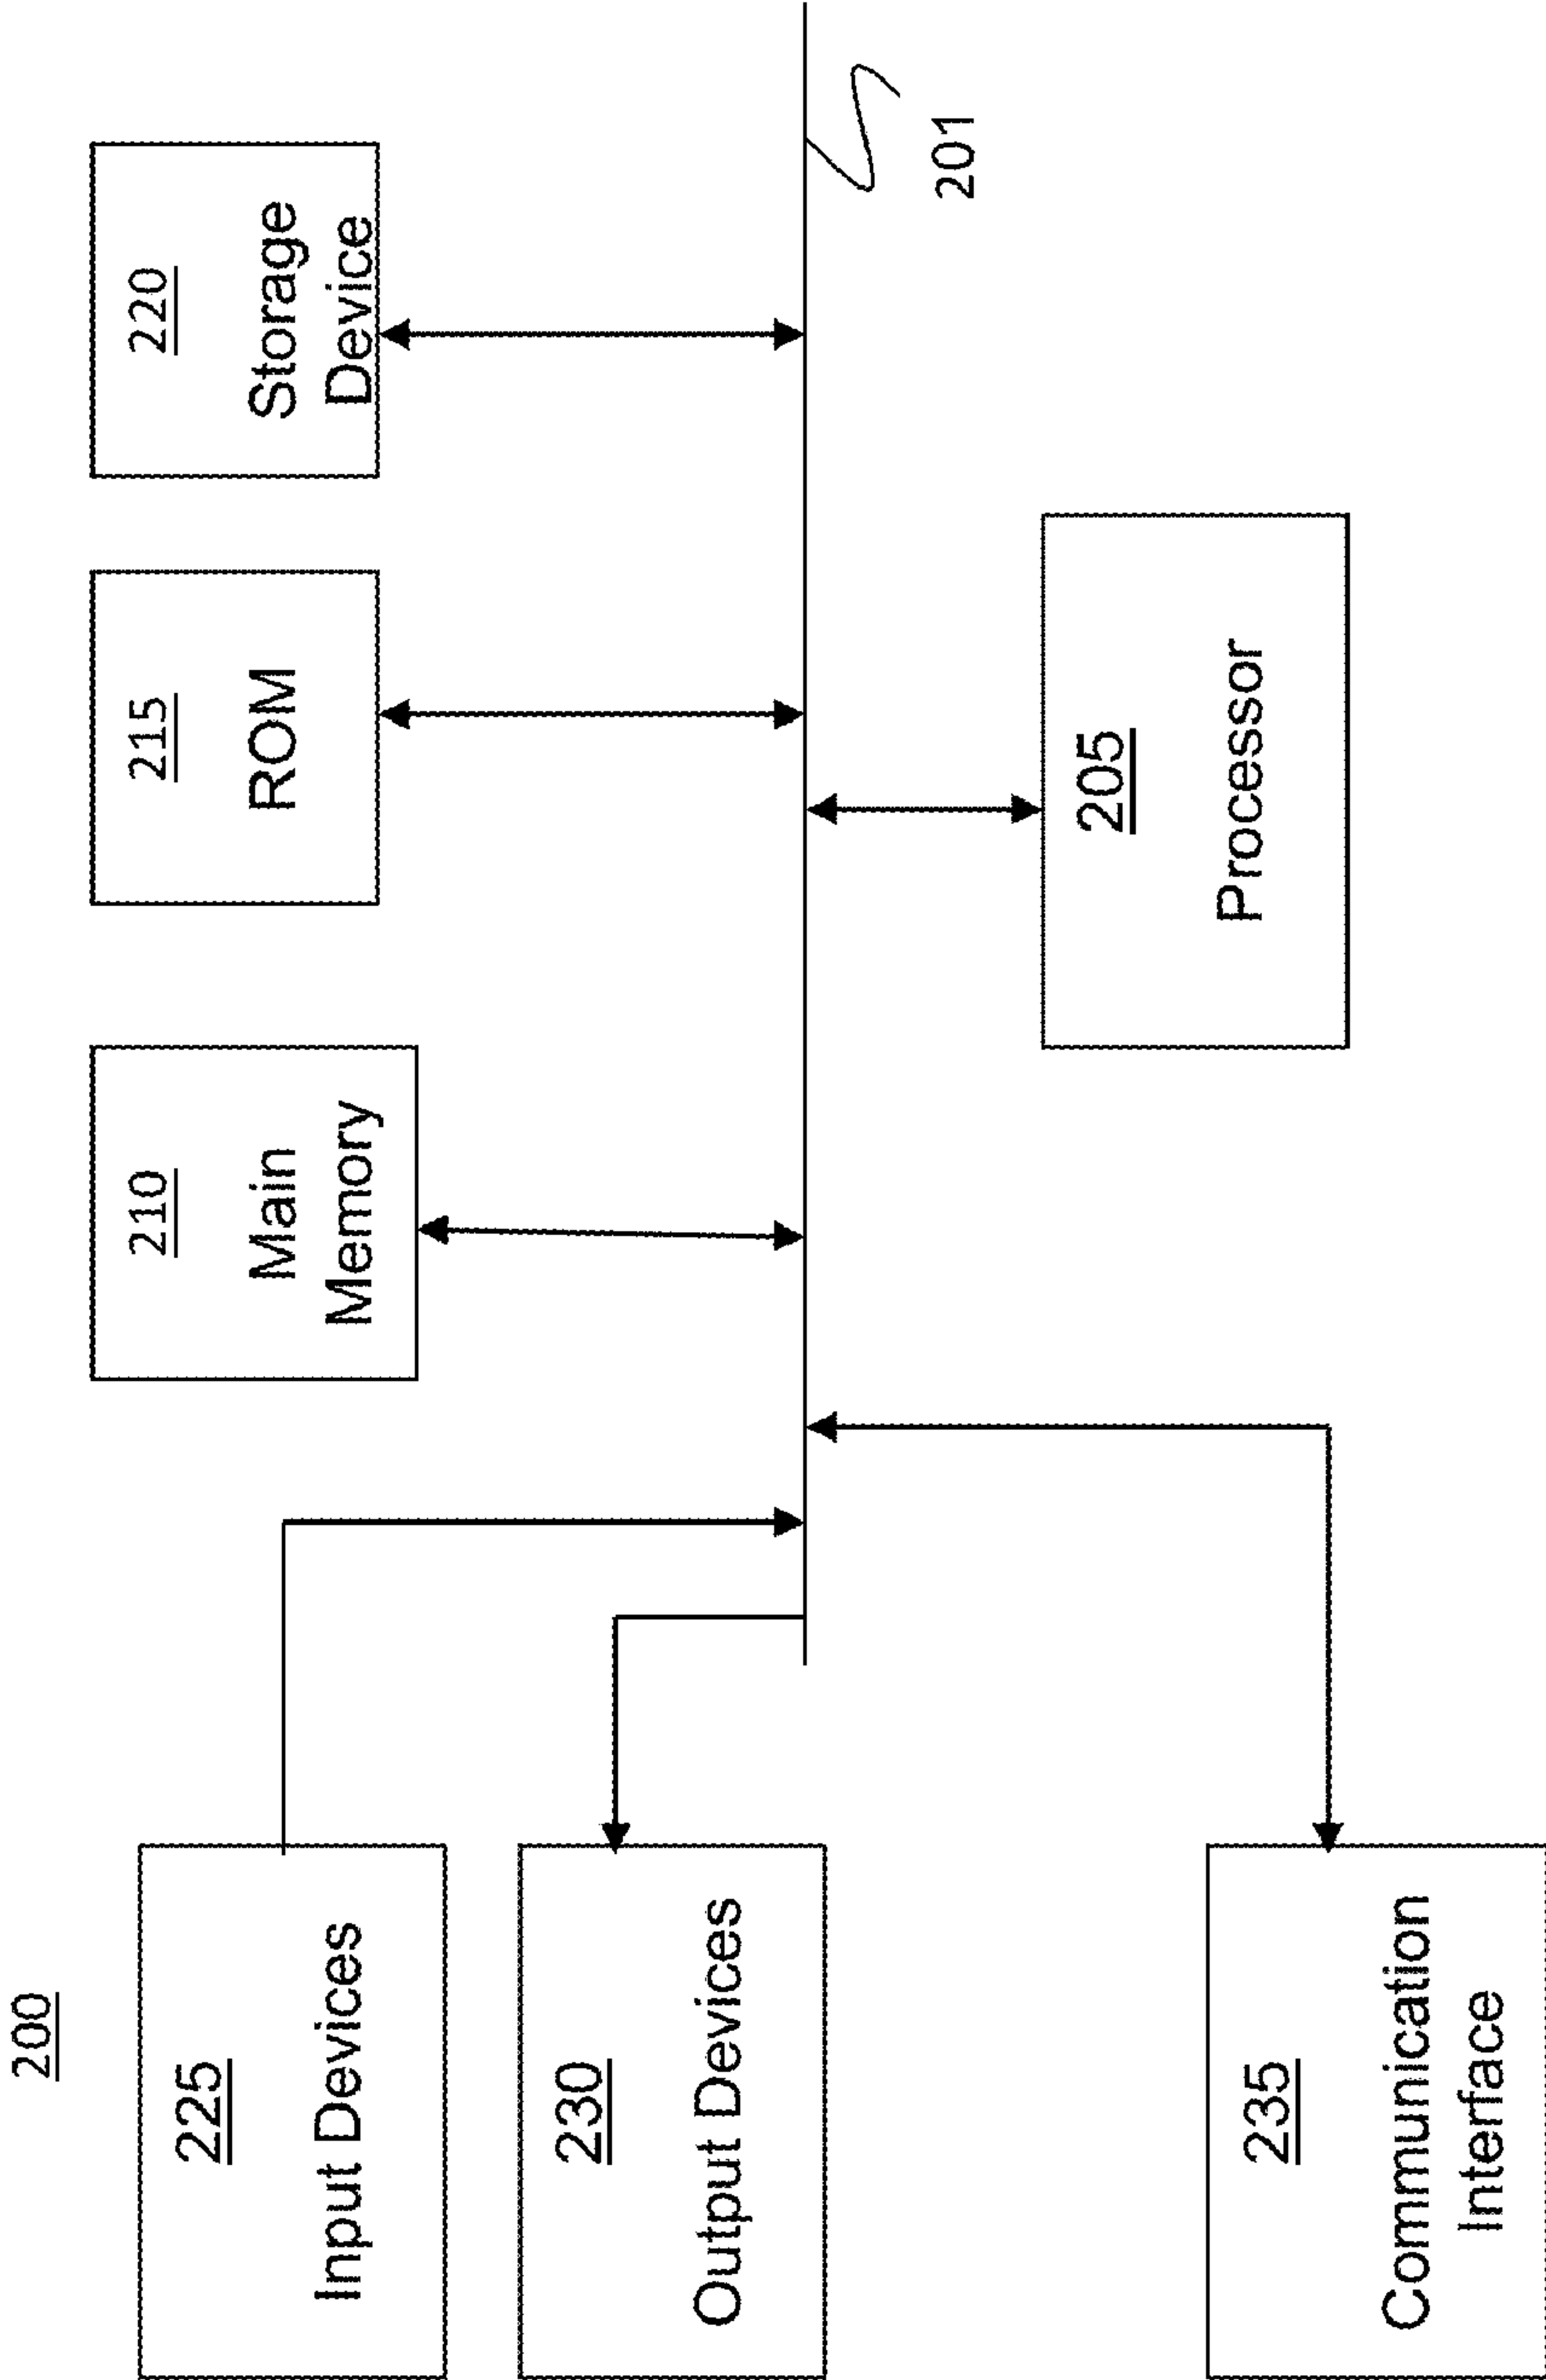 200
225
Input Devices
230
Output Devices
235
Communication
Interface
210
Main
Memory
215
ROM
220
Storage
Device
205
Processor
201